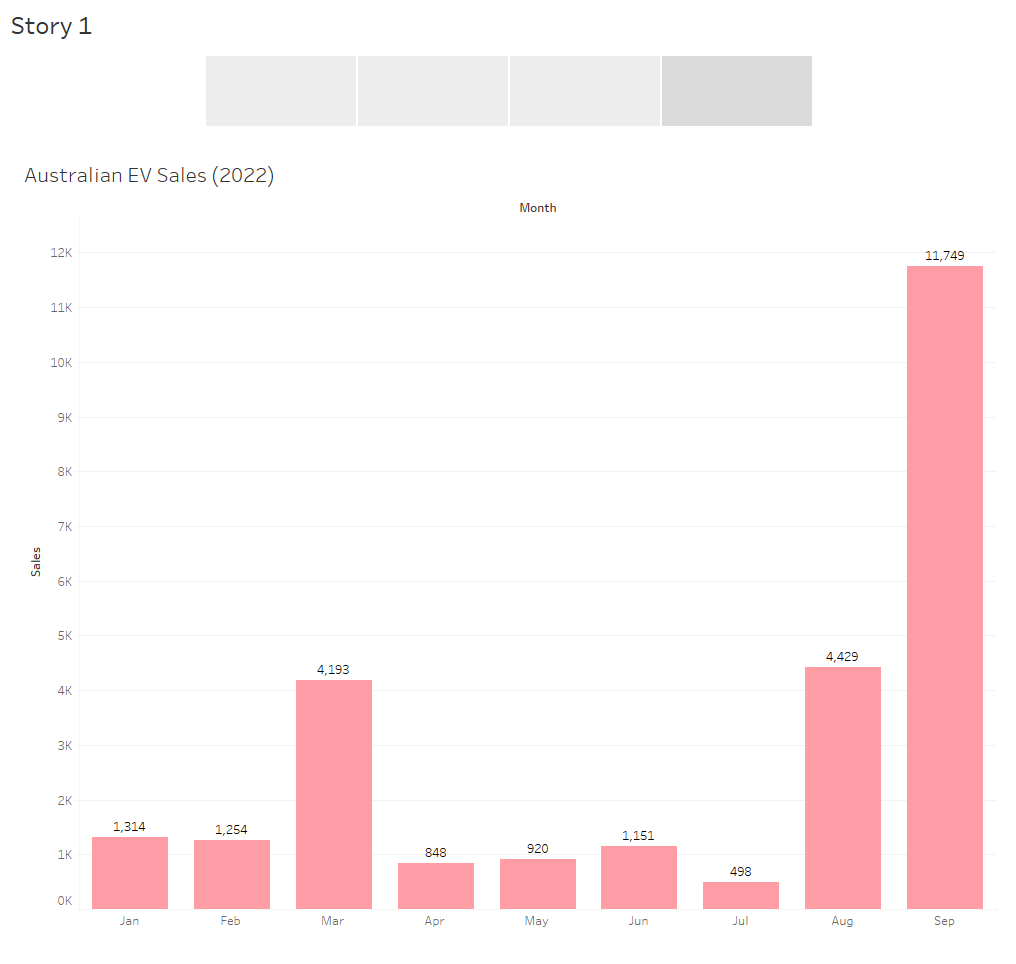 Story 1
Australian EV Sales (2022)
Month
12K
11K
10K
9K
8K
7K
6K
5K
4K
3K
2K
1K
0K
Sales
1,314
1,254
4,193
848
920
1,151
498
4,429
11,749
Jan
Feb
Mar
Apr
May
Jun
Jul
Aug
Sep